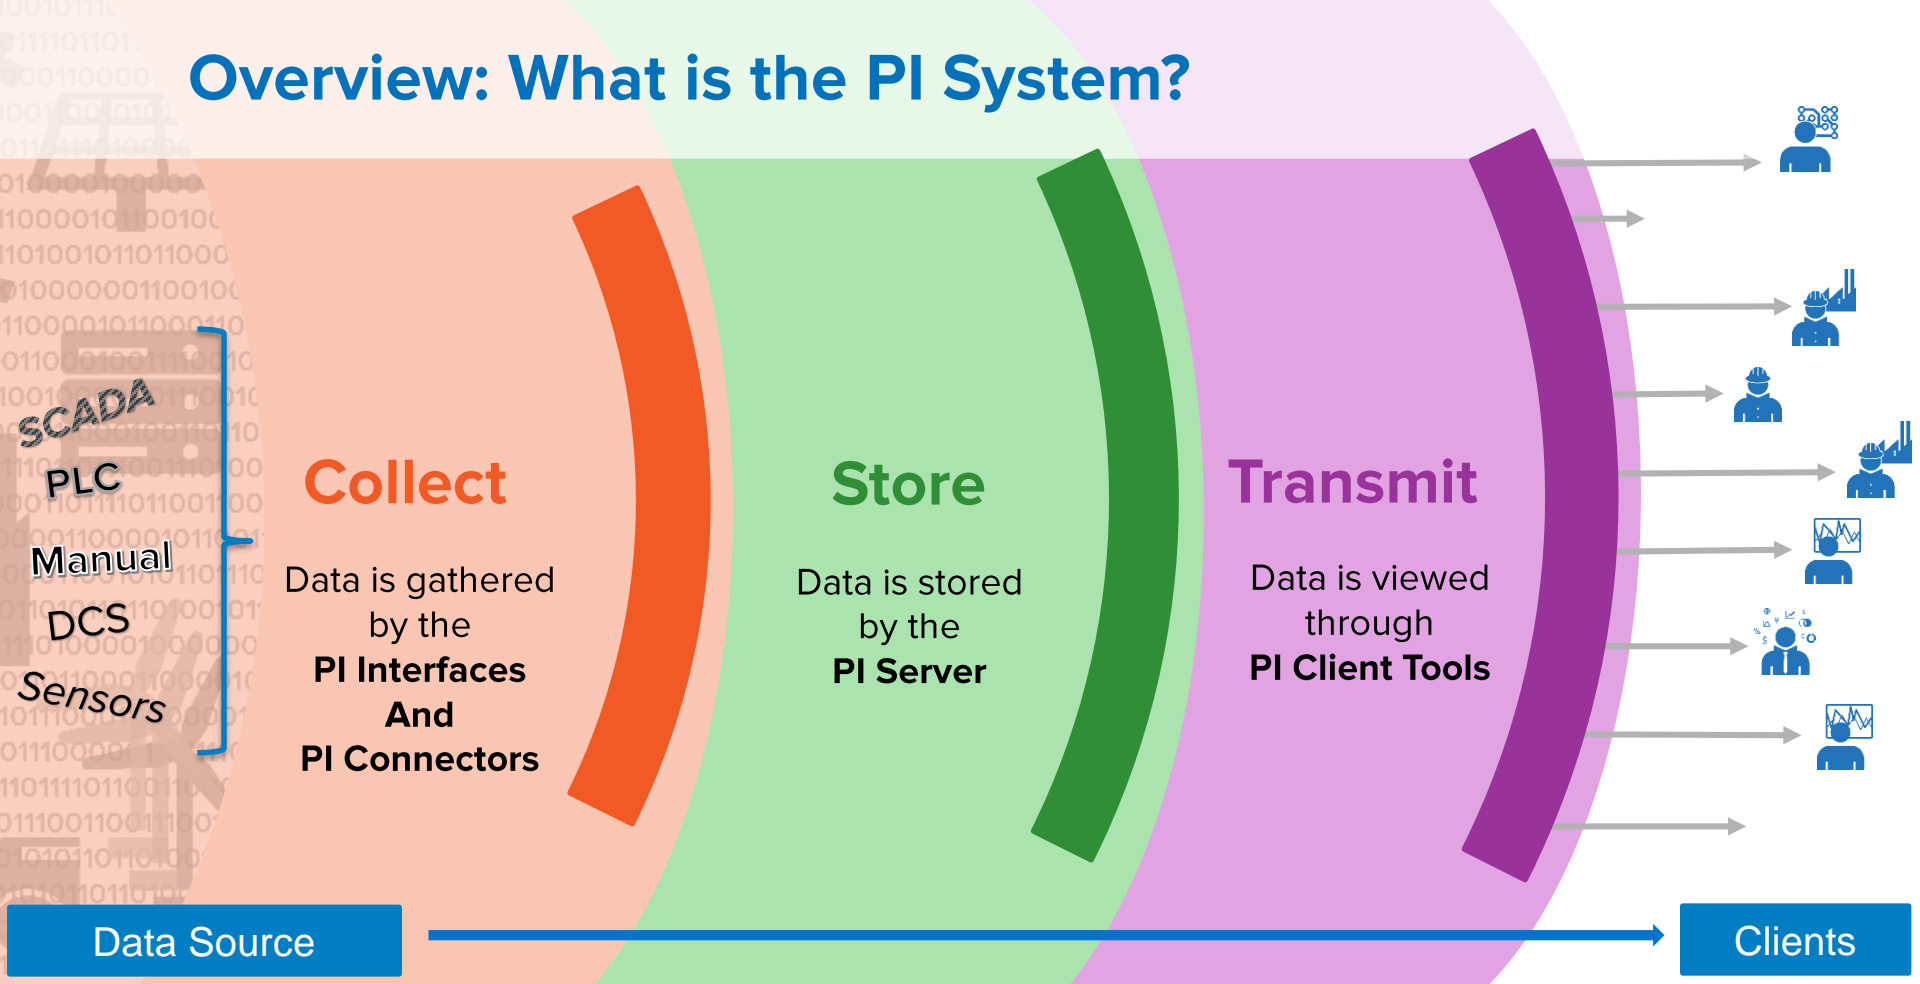 Overview: What is the PI System?
SCADA
PLC
Manual
DCS
Sensors
Collect
Data is gathered
by the
PI Interfaces
And
PI Connectors
Store
Data is stored
by the
PI Server
Transmit
Data is viewed
through
PI Client Tools
Data Source
Clients